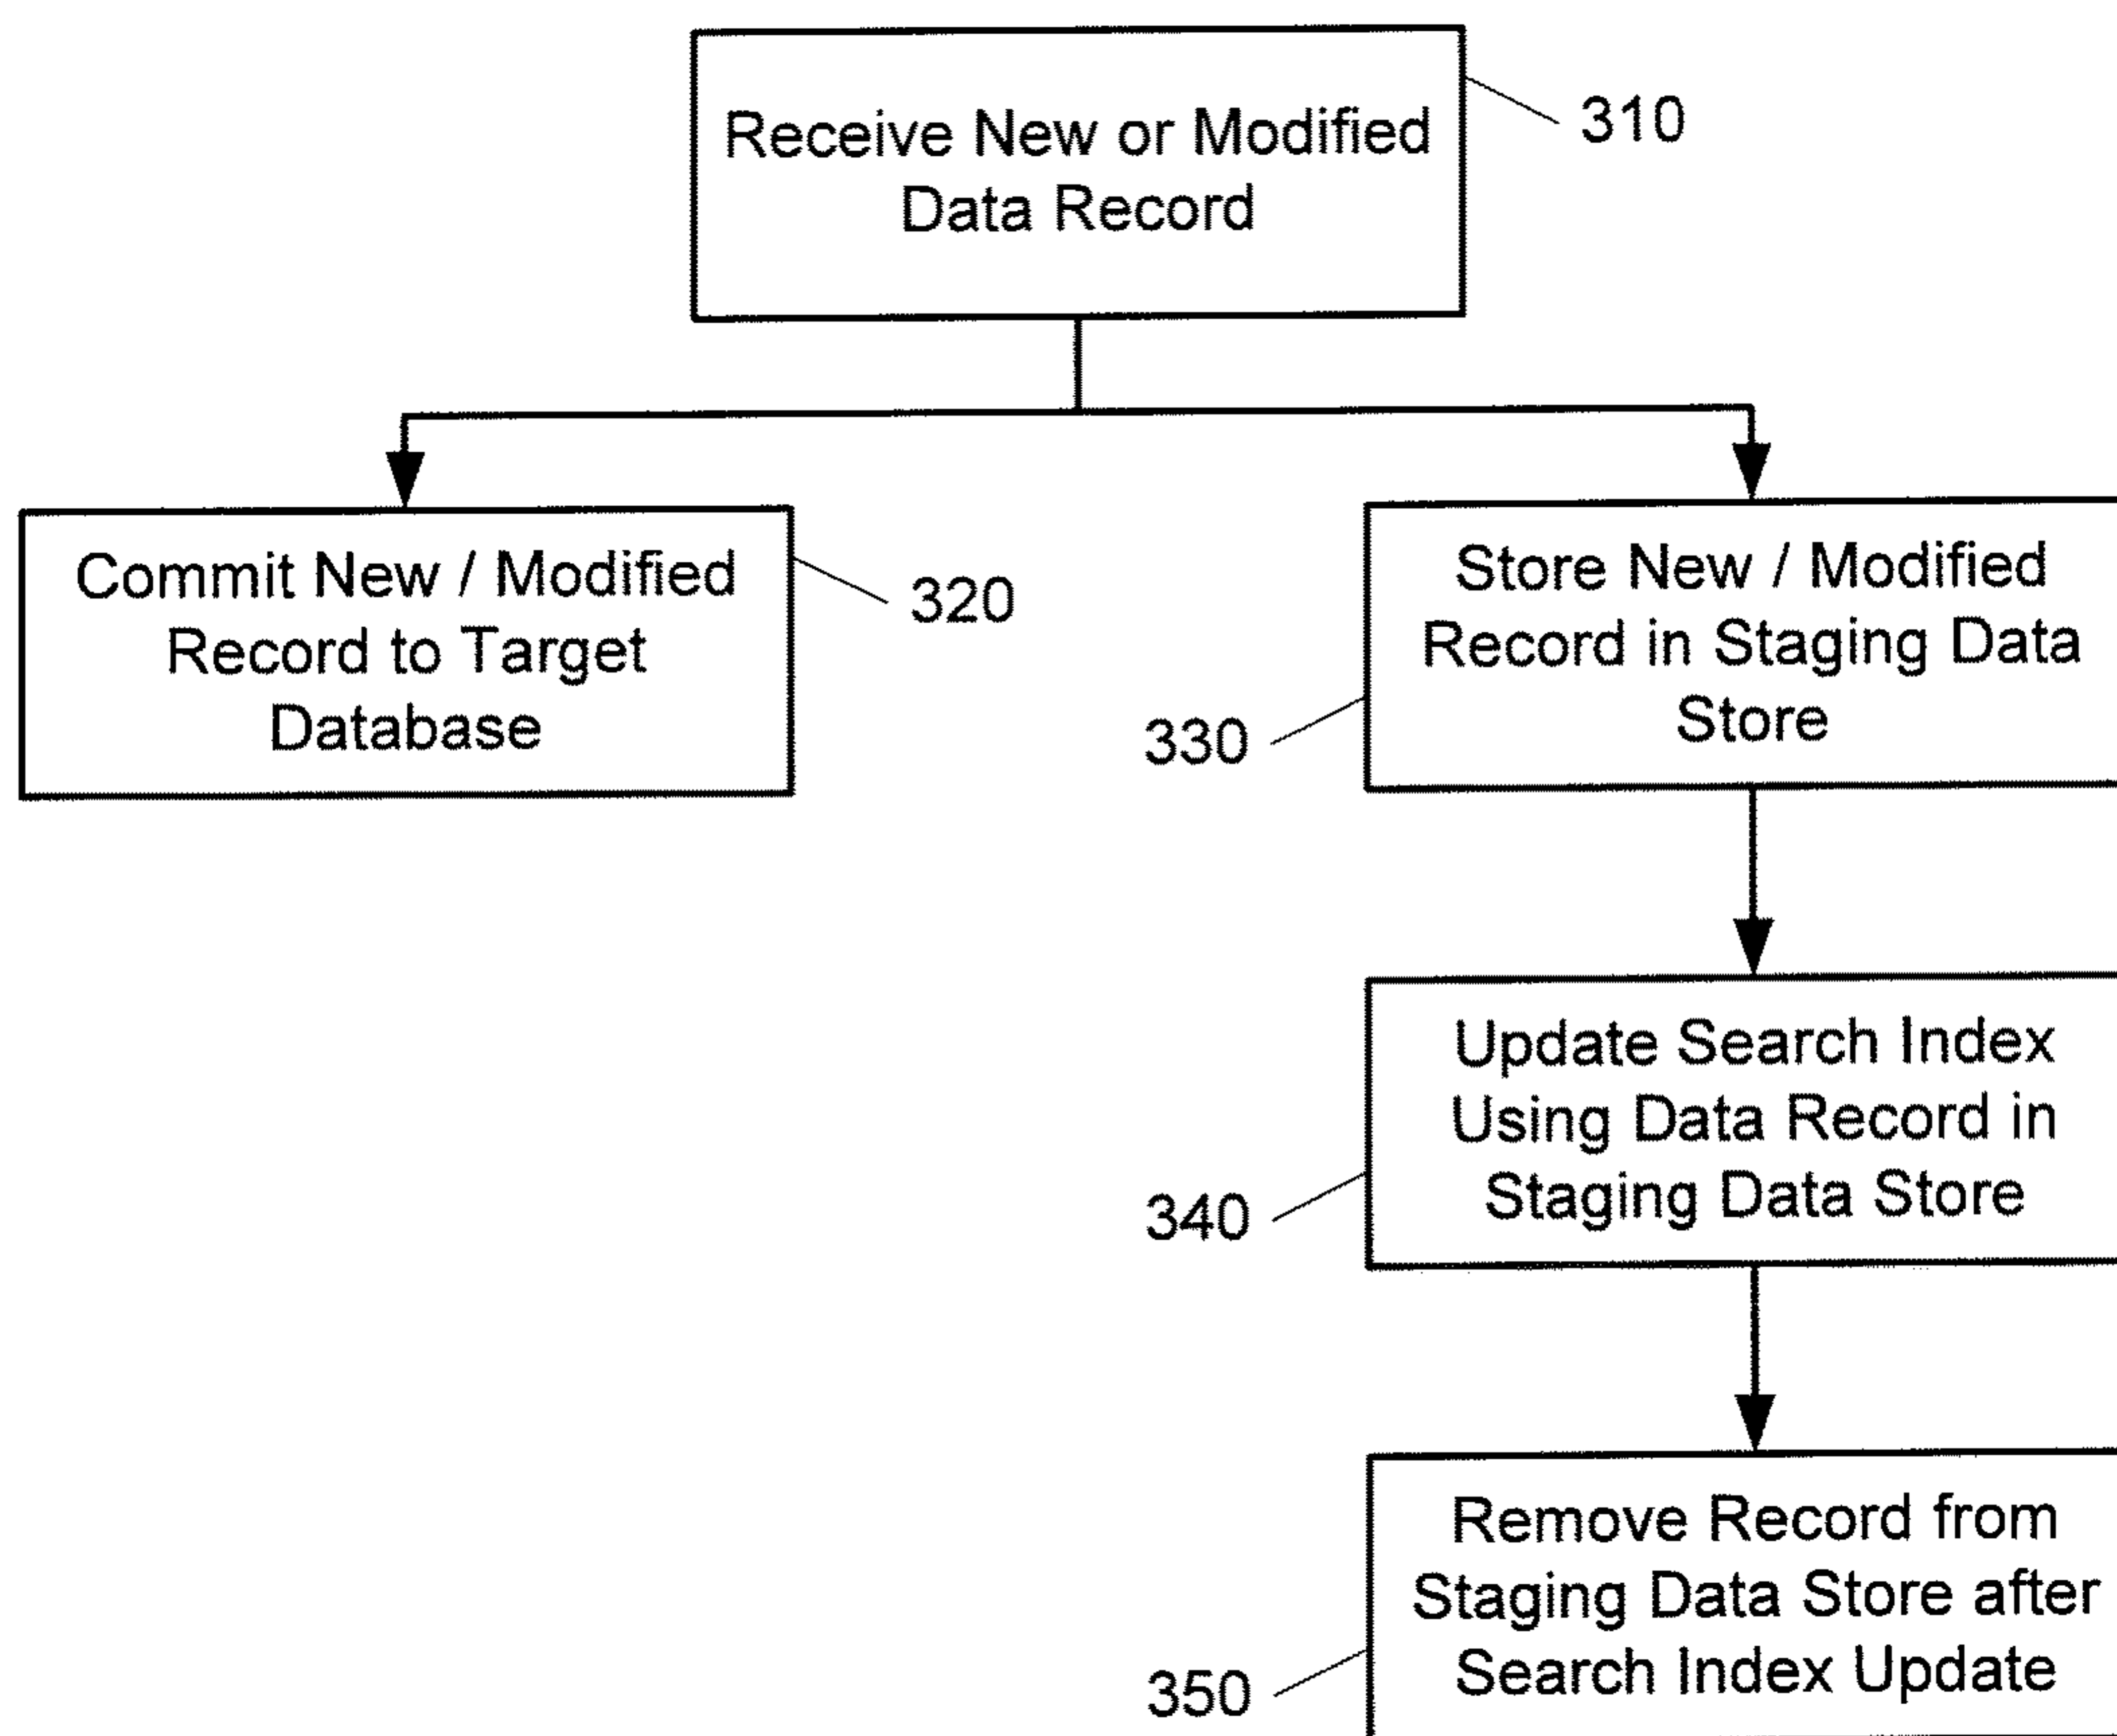 Receive New or Modified
Data Record
310
Commit New / Modified
Record to Target
Database
320
Store New / Modified
Record in Staging Data
Store
330
Update Search Index
Using Data Record in
Staging Data Store
340
Remove Record from
Staging Data Store after
Search Index Update
350